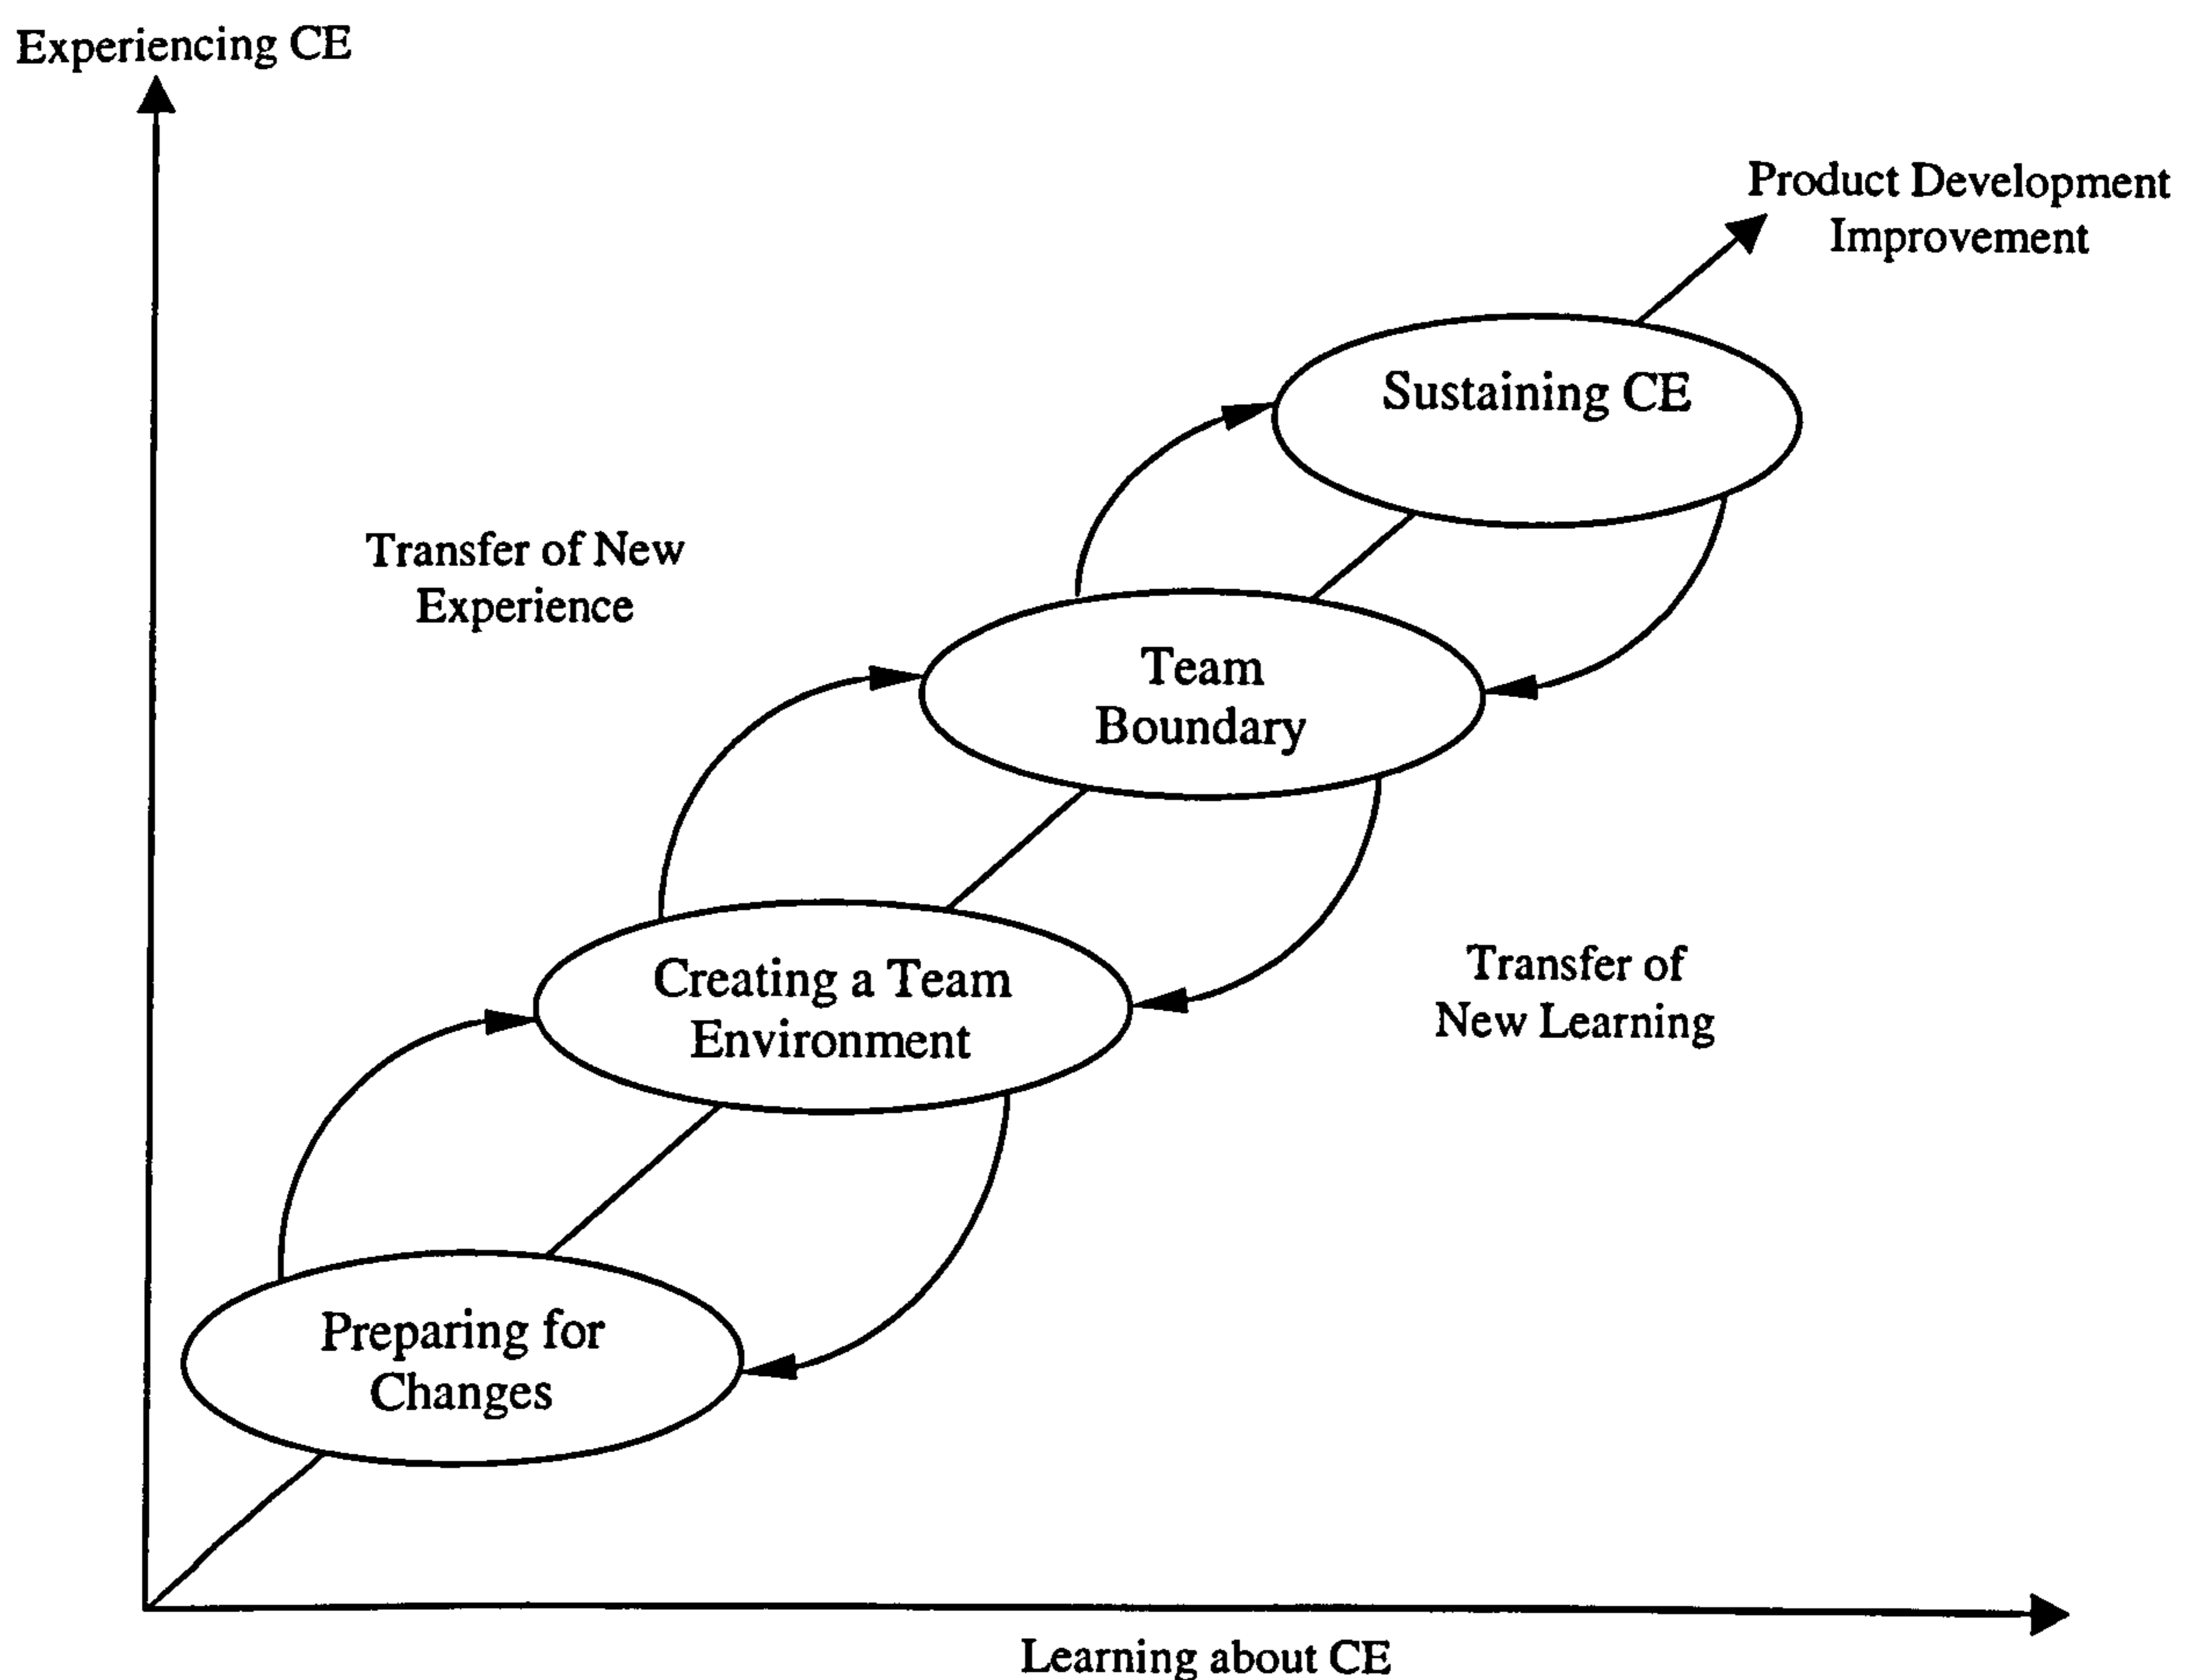 Experiencing CE
Product Development
Improvement
Sustaining CE
Transfer of New
Experience
Team
Boundary
Transfer of
New Learning
Creating a Team
Environment
Preparing for
Changes
Learning about CE